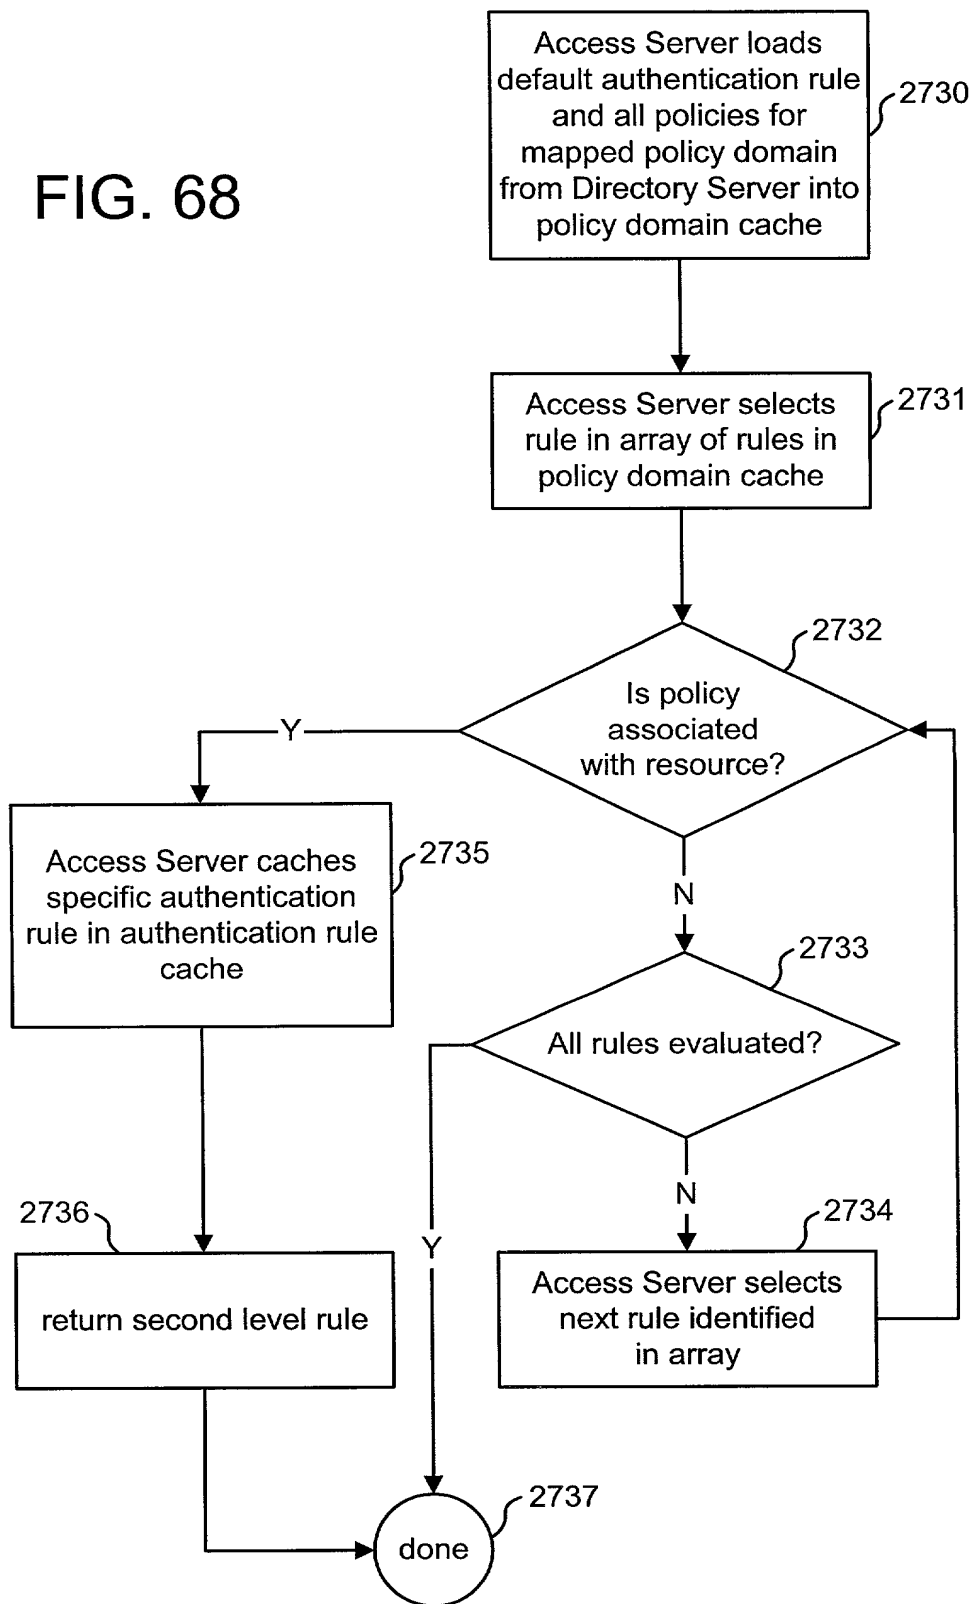 FIG. 68
Access Server loads
default authentication rule
and all policies for
mapped policy domain
from Directory Server into
policy domain cache
2730
Access Server selects
rule in array of rules in
policy domain cache
2731
Is policy
associated
with resource?
2732
Y
N
Access Server caches
specific authentication
rule in authentication rule
cache
2735
All rules evaluated?
2733
Y
N
return second level rule
2736
Access Server selects
next rule identified
in array
2734
done
2737